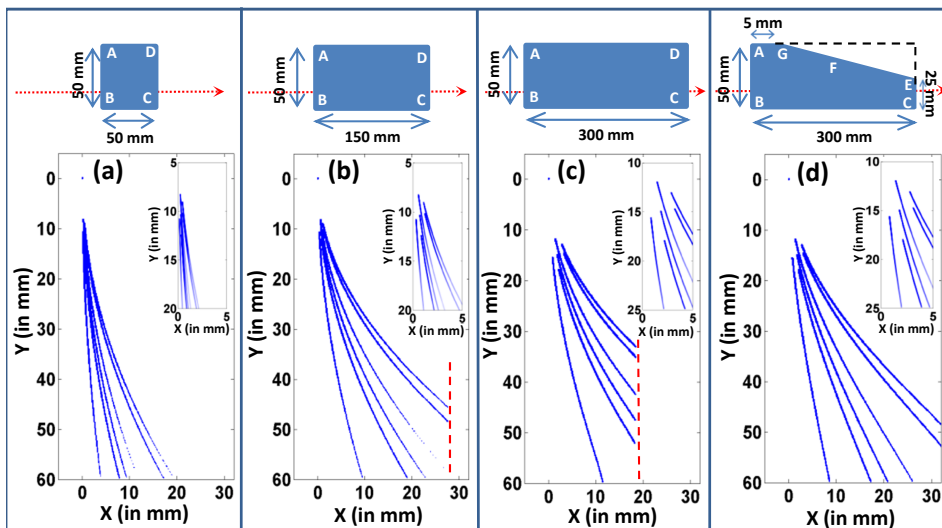 A D
50 mm
B C
50 mm
(a)
0
10
20
30
40
50
60
Y (in mm)
0 10 20 30
X (in mm)
5
10
15
20
Y (in mm)
0 5
X (in mm)
A D
50 mm
B C
150 mm
(b)
0
10
20
30
40
50
60
Y (in mm)
0 10 20 30
X (in mm)
5
10
15
20
Y (in mm)
0 5
X (in mm)
A D
50 mm
B C
300 mm
(c)
0
10
20
30
40
50
60
Y (in mm)
0 10 20 30
X (in mm)
10
15
20
25
Y (in mm)
0 5
X (in mm)
5 mm
A G
F
E
50 mm
25 mm
B C
300 mm
(d)
0
10
20
30
40
50
60
Y (in mm)
0 10 20 30
X (in mm)
10
15
20
25
Y (in mm)
0 5
X (in mm)